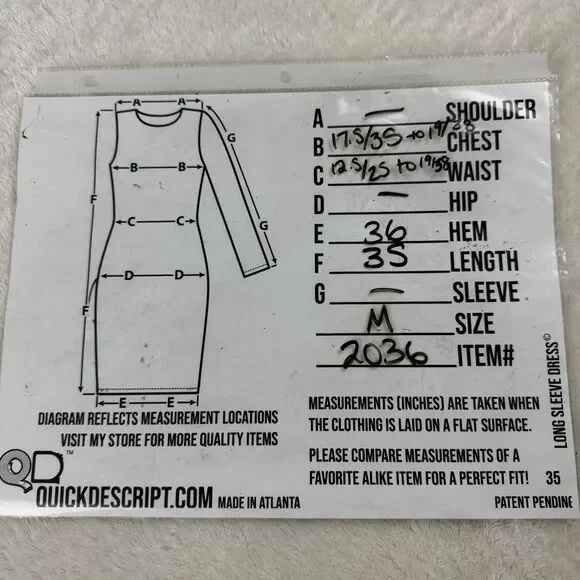 A A
G
B B
F
C C
G
D D
F
E E
A — SHOULDER
B 17.5/35 to 19/38 CHEST
C 12.5/25 to 19/38 WAIST
D — HIP
E 36 HEM
F 35 LENGTH
G — SLEEVE
M SIZE
2036 ITEM#
DIAGRAM REFLECTS MEASUREMENT LOCATIONS
VISIT MY STORE FOR MORE QUALITY ITEMS
MEASUREMENTS (INCHES) ARE TAKEN WHEN
THE CLOTHING IS LAID ON A FLAT SURFACE.
PLEASE COMPARE MEASUREMENTS OF A
FAVORITE ALIKE ITEM FOR A PERFECT FIT! 35
LONG SLEEVE DRESS©
QD™
QUICKDESCRIPT.COM MADE IN ATLANTA
PATENT PENDING